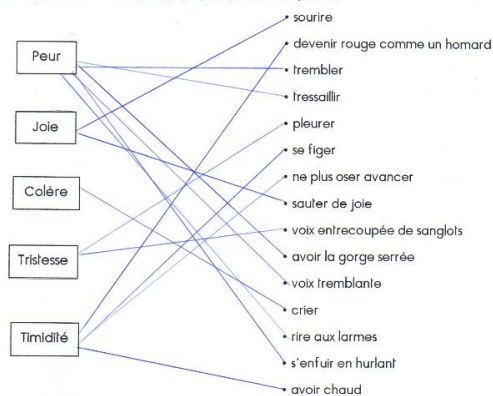 Peur
Joie
Colère
Tristesse
Timidité
sourire
devenir rouge comme un homard
trembler
tressaillir
pleurer
se figer
ne plus oser avancer
sauter de joie
voix entrecoupée de sanglots
avoir la gorge serrée
voix tremblante
crier
rire aux larmes
s'enfuir en hurlant
avoir chaud